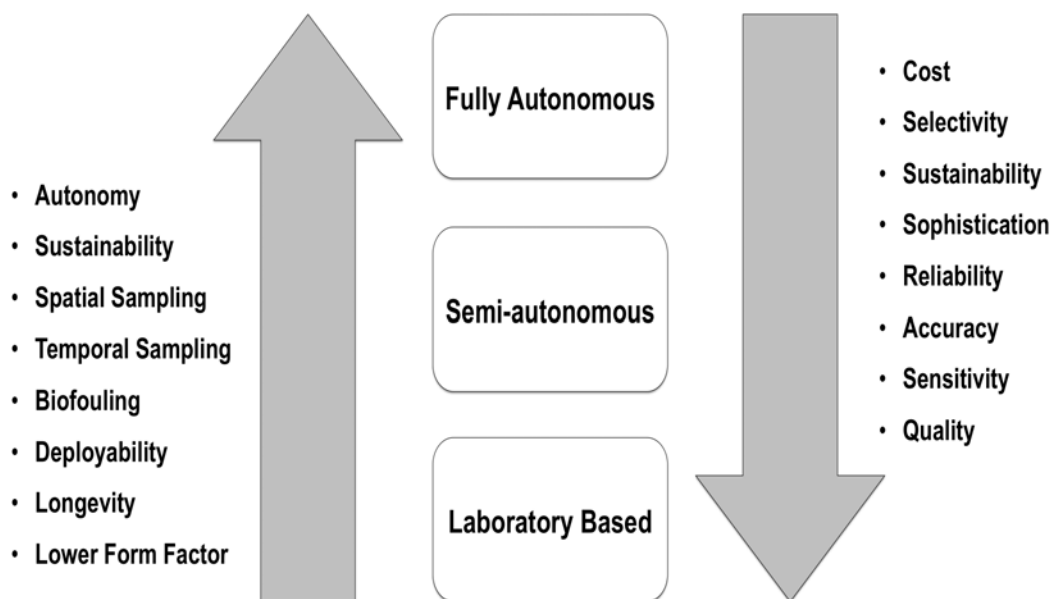 • Autonomy
• Sustainability
• Spatial Sampling
• Temporal Sampling
• Biofouling
• Deployability
• Longevity
• Lower Form Factor
Fully Autonomous
Semi-autonomous
Laboratory Based
• Cost
• Selectivity
• Sustainability
• Sophistication
• Reliability
• Accuracy
• Sensitivity
• Quality